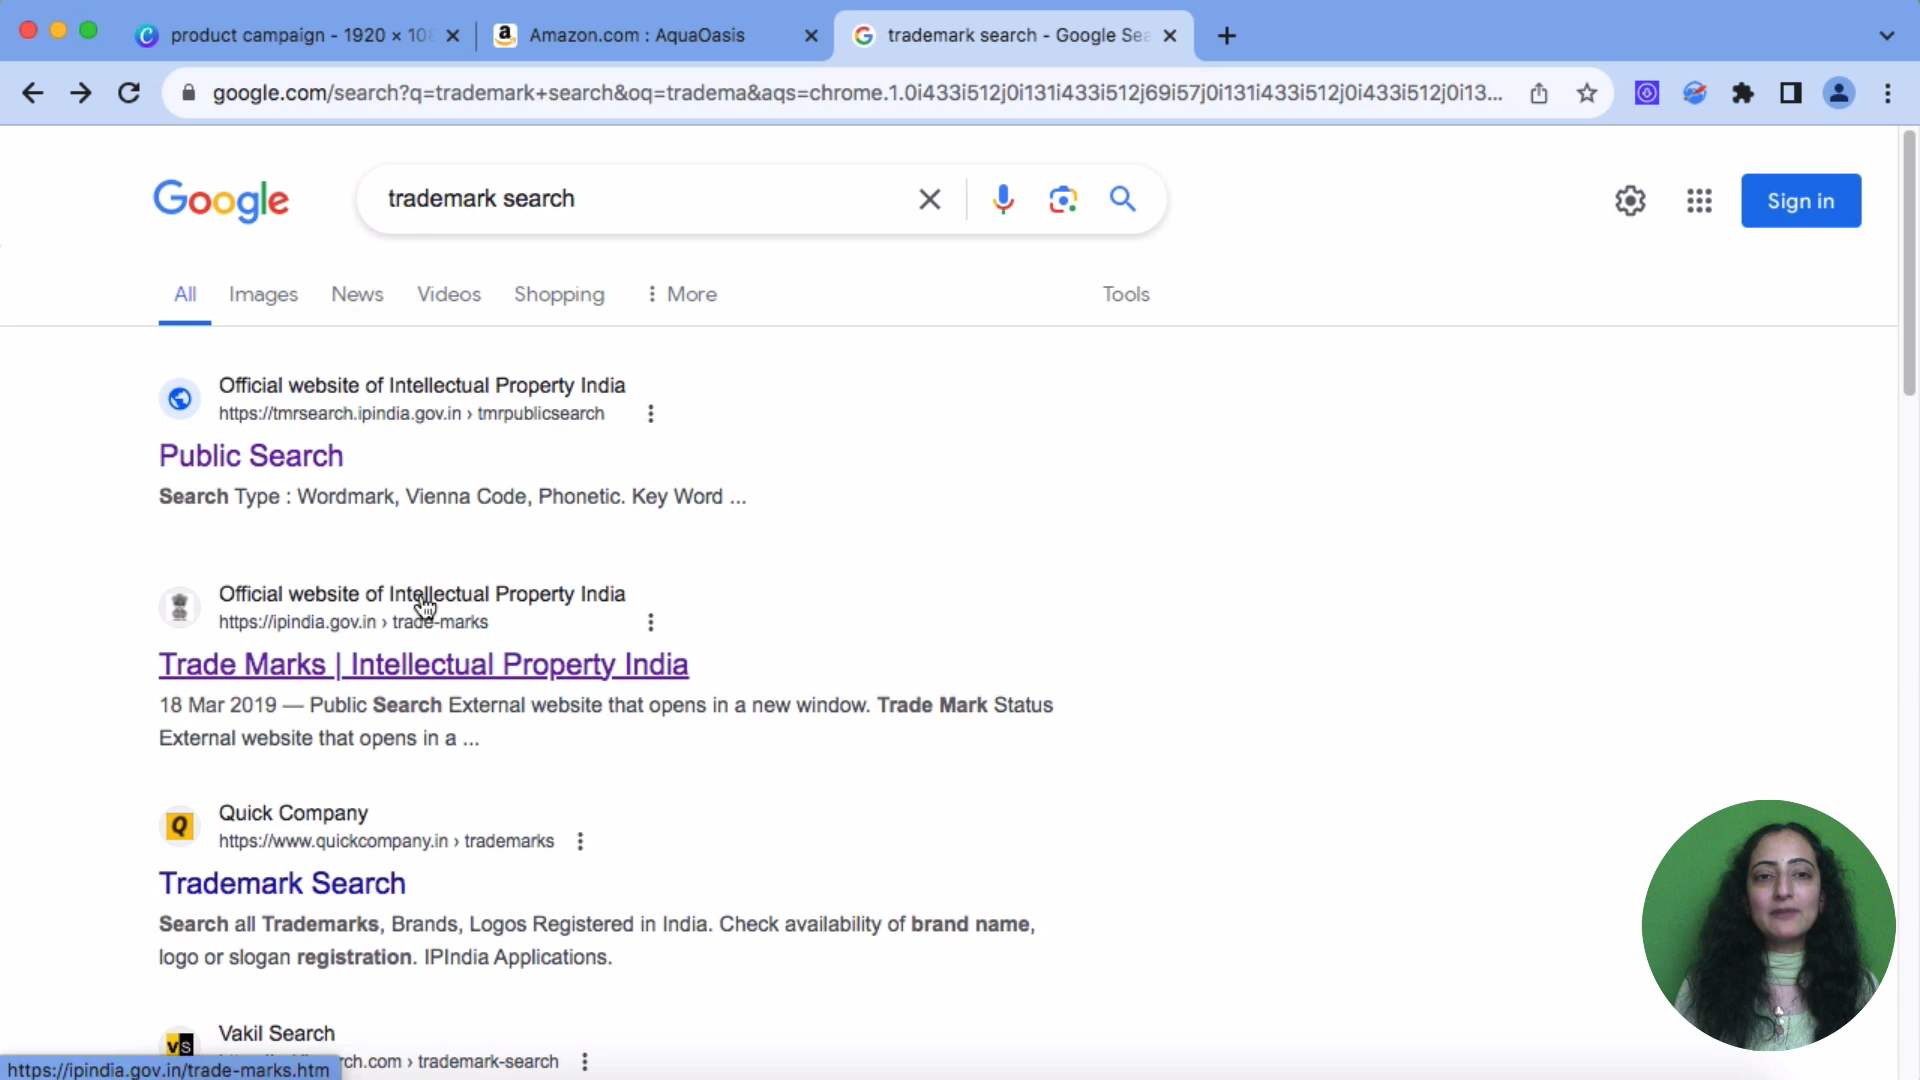 product campaign - 1920 × 108
Amazon.com : AquaOasis
trademark search - Google Sea
google.com/search?q=trademark+search&oq=tradema&aqs=chrome.1.0i433i512j0i131i433i512j69i57j0i131i433i512j0i433i512j0i13...
Google
trademark search
Sign in
All
Images
News
Videos
Shopping
More
Tools
Official website of Intellectual Property India
https://tmrsearch.ipindia.gov.in › tmrpublicsearch
Public Search
Search Type : Wordmark, Vienna Code, Phonetic. Key Word ...
Official website of Intellectual Property India
https://ipindia.gov.in › trade-marks
Trade Marks | Intellectual Property India
18 Mar 2019 — Public Search External website that opens in a new window. Trade Mark Status
External website that opens in a ...
Quick Company
https://www.quickcompany.in › trademarks
Trademark Search
Search all Trademarks, Brands, Logos Registered in India. Check availability of brand name,
logo or slogan registration. IPIndia Applications.
VS
Vakil Search
rch.com › trademark-search
https://ipindia.gov.in/trade-marks.htm